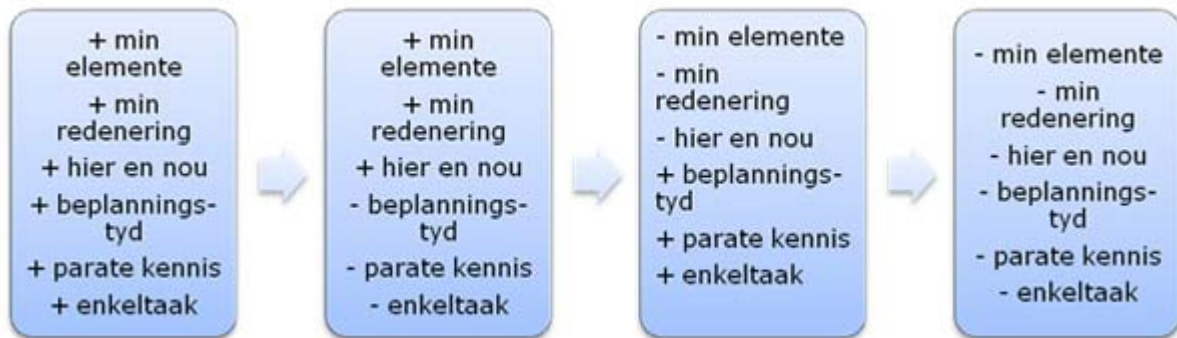 + min
elemente
+ min
redenering
+ hier en nou
+ beplannings-
tyd
+ parate kennis
+ enkeltaak
+ min
elemente
+ min
redenering
+ hier en nou
- beplannings-
tyd
- parate kennis
- enkeltaak
- min elemente
- min
redenering
- hier en nou
+ beplannings-
tyd
+ parate kennis
+ enkeltaak
- min elemente
- min
redenering
- hier en nou
- beplannings-
tyd
- parate kennis
- enkeltaak